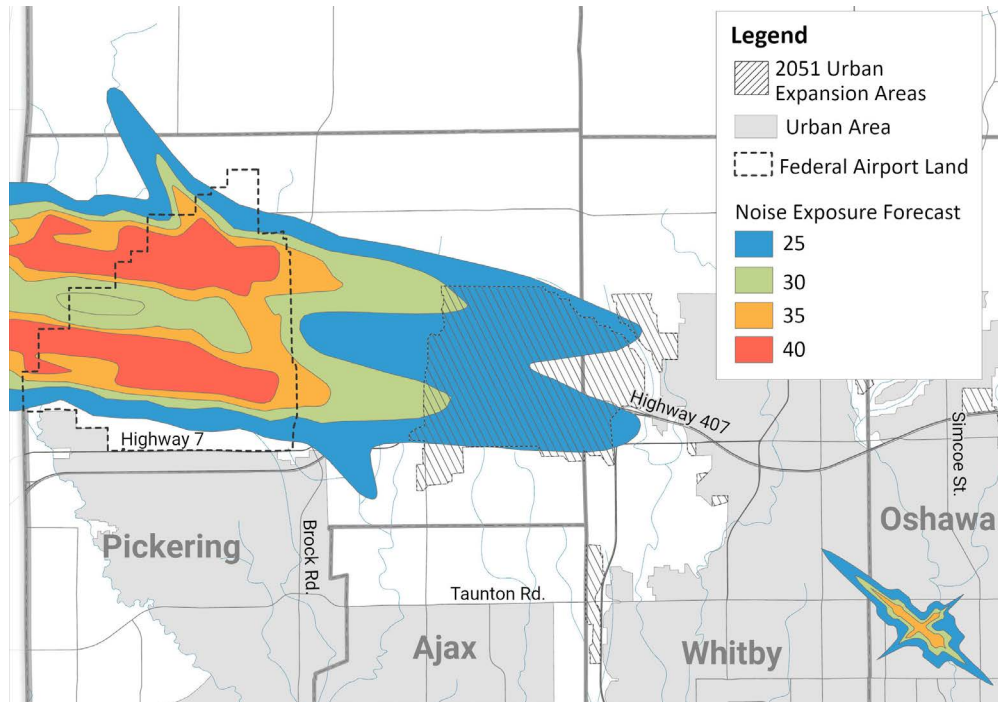 Legend
2051 Urban
Expansion Areas
Urban Area
Federal Airport Land
Noise Exposure Forecast
25
30
35
40
Highway 407
Simcoe St.
Highway 7
Oshawa
Pickering
Brock Rd.
Taunton Rd.
Ajax
Whitby